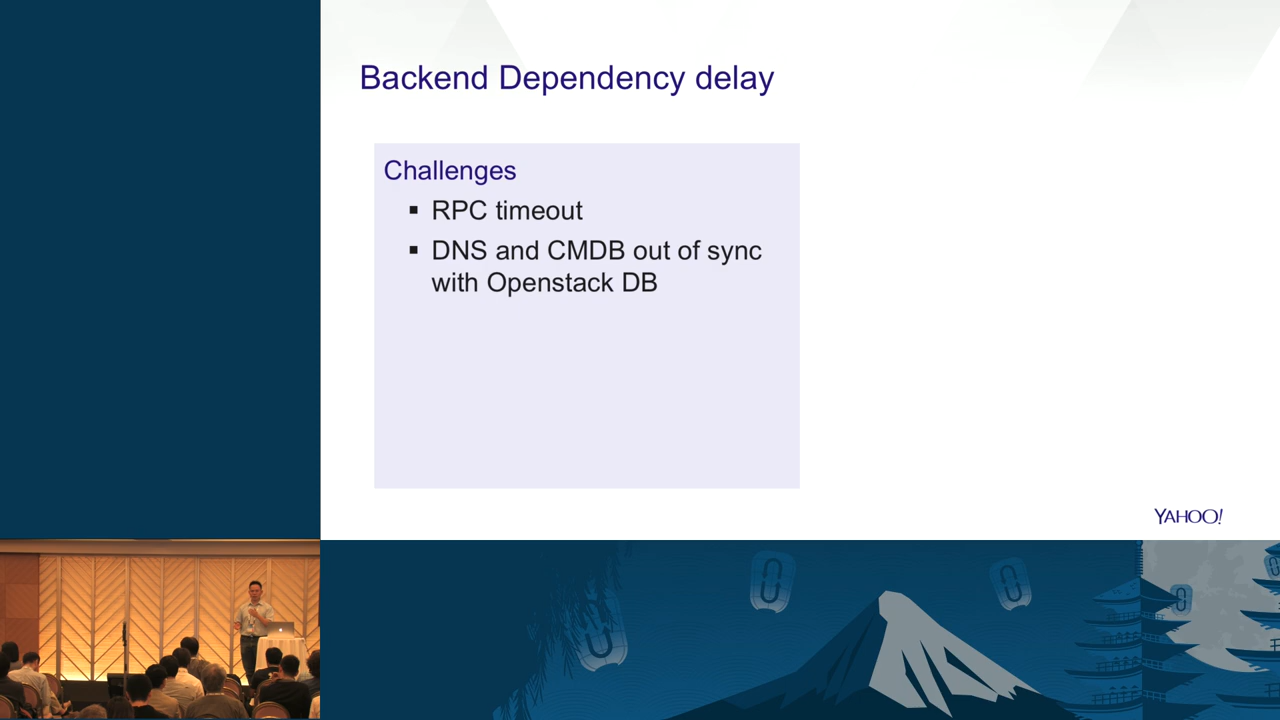 Backend Dependency delay
Challenges
▪ RPC timeout
▪ DNS and CMDB out of sync
with Openstack DB
YAHOO!